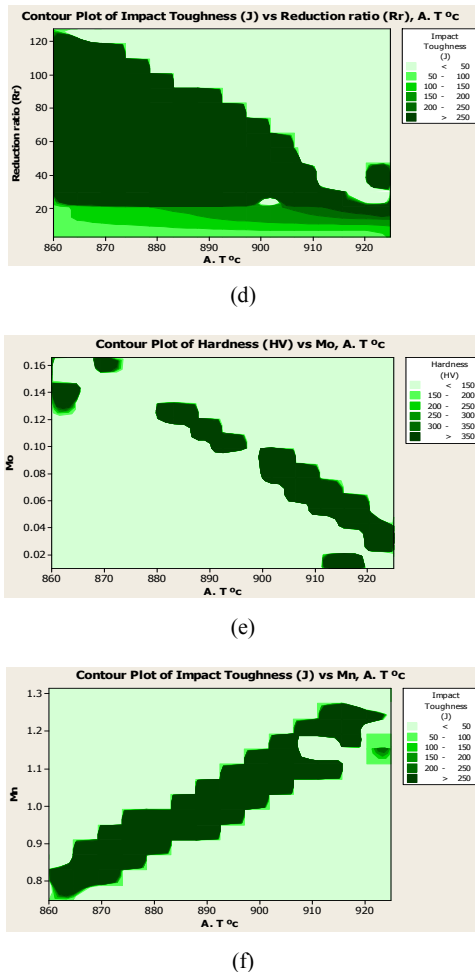 Contour Plot of Impact Toughness (J) vs Reduction ratio (Rr), A. T ºc
Impact
Toughness
(J)
< 50
50 - 100
100 - 150
150 - 200
200 - 250
> 250
Reduction ratio (Rr)
120
100
80
60
40
20
860 870 880 890 900 910 920
A. T ºc
(d)
Contour Plot of Hardness (HV) vs Mo, A. T ºc
Hardness
(HV)
< 150
150 - 200
200 - 250
250 - 300
300 - 350
> 350
Mo
0.16
0.14
0.12
0.10
0.08
0.06
0.04
0.02
860 870 880 890 900 910 920
A. T ºc
(e)
Contour Plot of Impact Toughness (J) vs Mn, A. T ºc
Impact
Toughness
(J)
< 50
50 - 100
100 - 150
150 - 200
200 - 250
> 250
Mn
1.3
1.2
1.1
1.0
0.9
0.8
860 870 880 890 900 910 920
A. T ºc
(f)